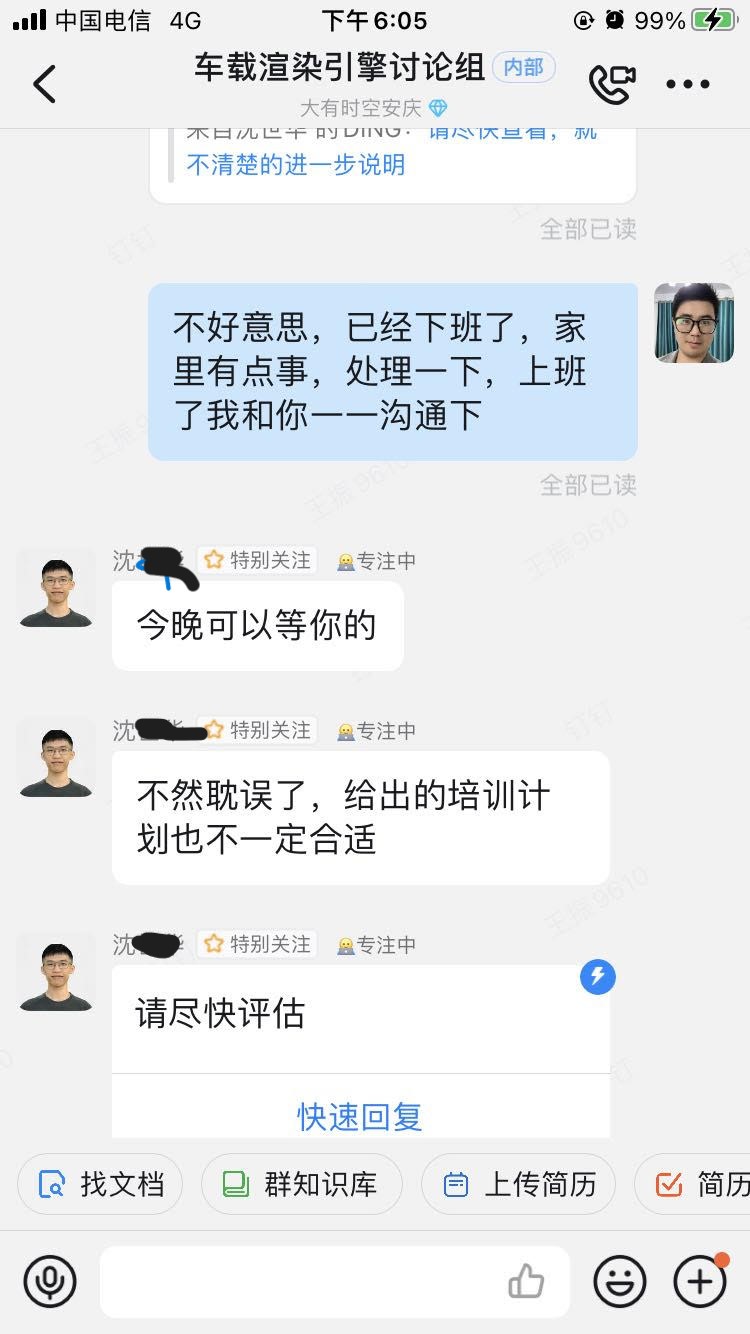 中国电信 4G
下午6:05
99%
车载渲染引擎讨论组 内部
大有时空安庆
的DING：请尽快查看，就
不清楚的进一步说明
全部已读
不好意思，已经下班了，家
里有点事，处理一下，上班
了我和你一一沟通下
全部已读
沈 特别关注 专注中
今晚可以等你的
沈 特别关注 专注中
不然耽误了，给出的培训计
划也不一定合适
沈 特别关注 专注中
请尽快评估
快速回复
找文档 群知识库 上传简历 简历
王振 9610
钉钉